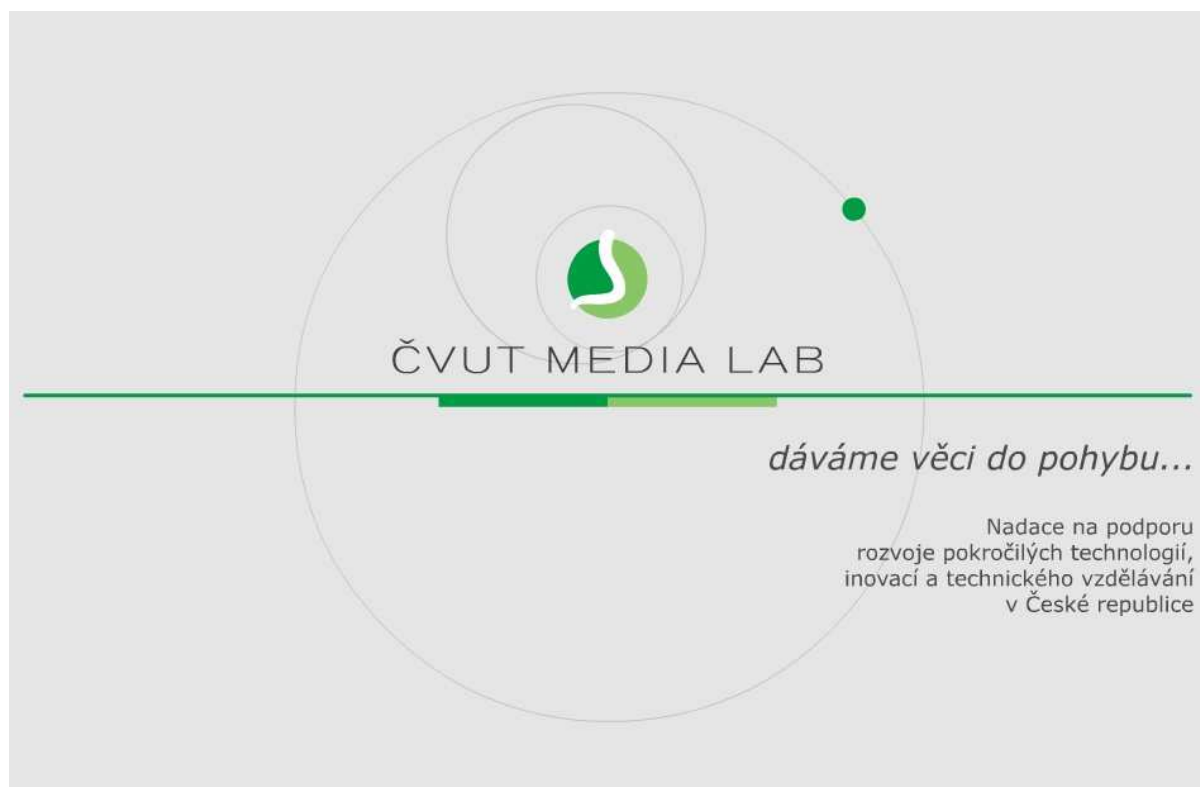 ČVUT MEDIA LAB
dáváme věci do pohybu...
Nadace na podporu
rozvoje pokročilých technologií,
inovací a technického vzdělávání
v České republice